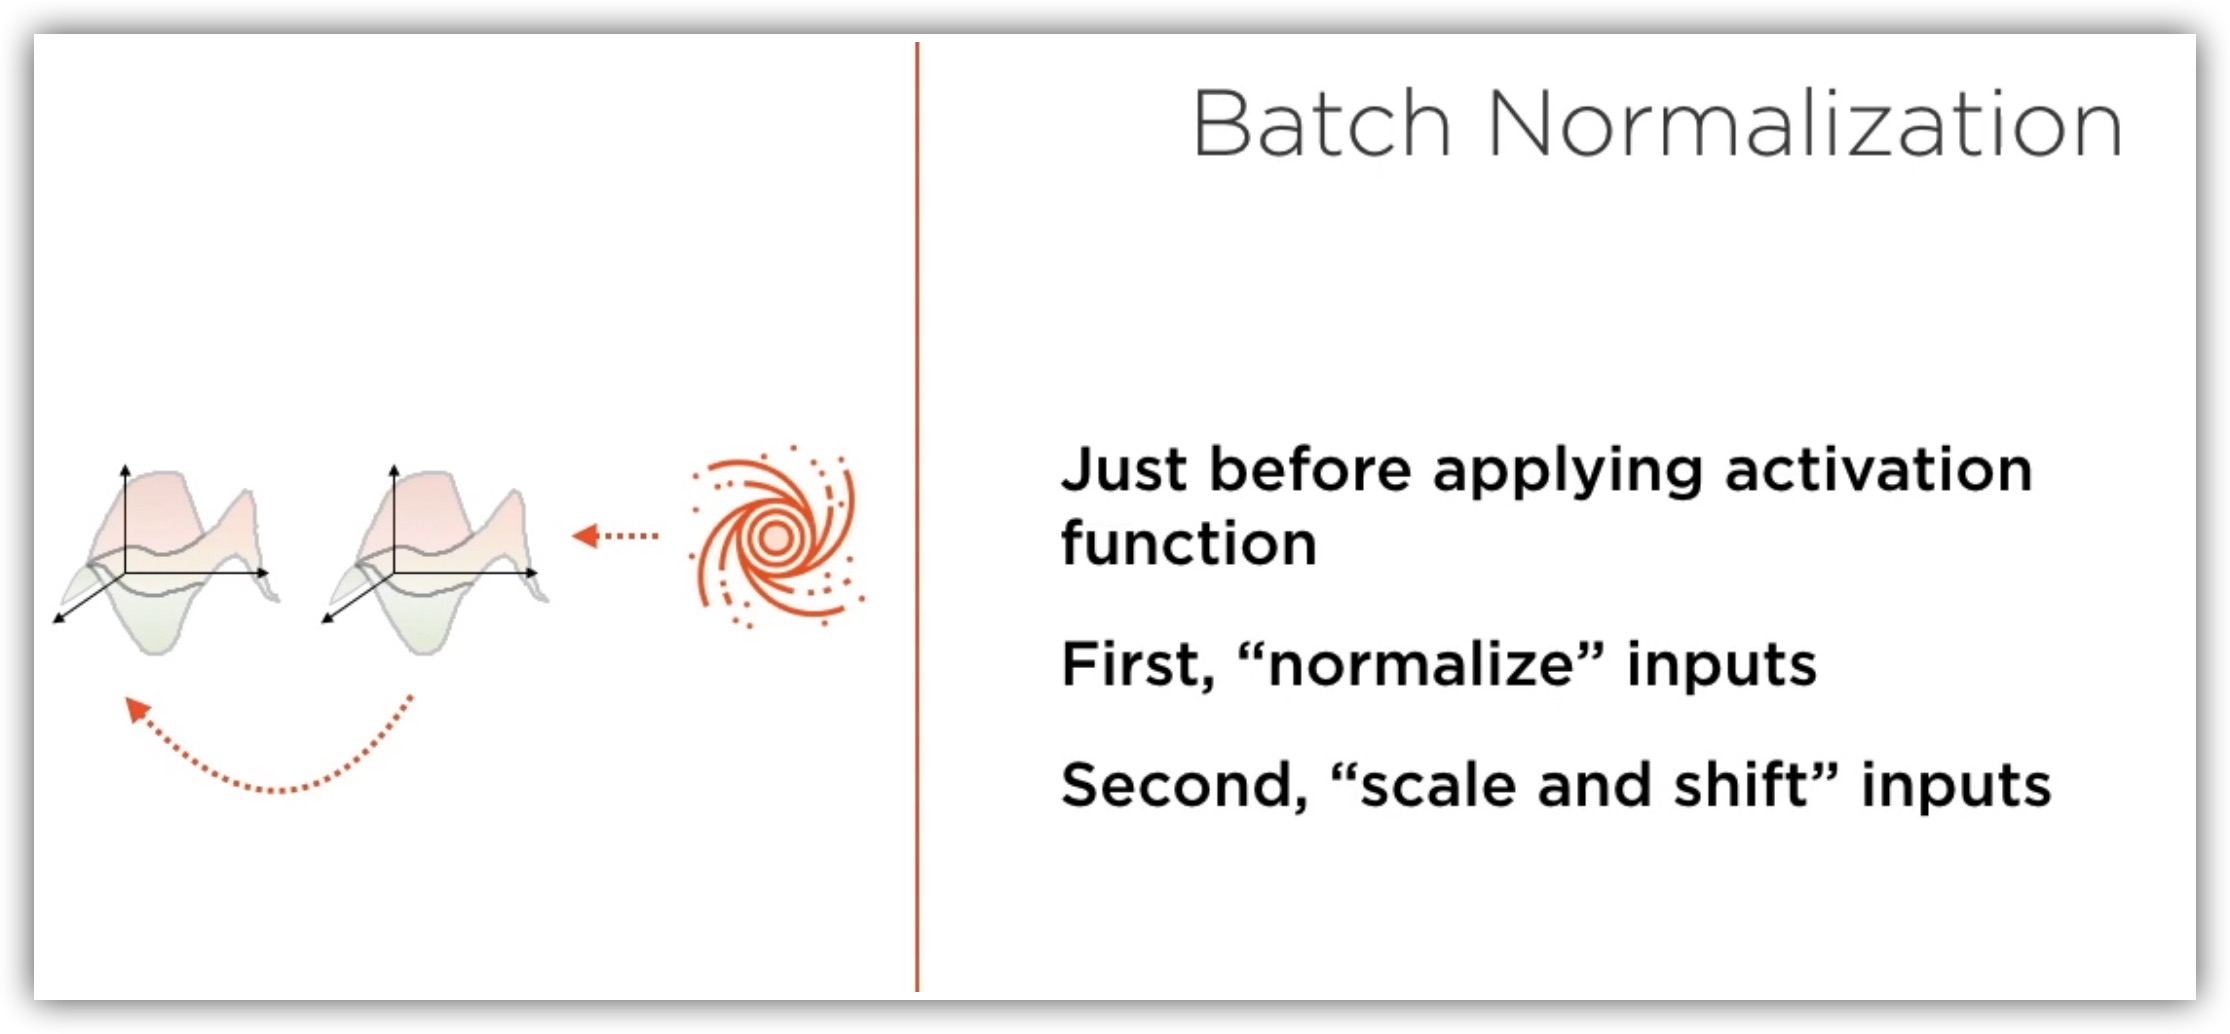 Batch Normalization
Just before applying activation
function
First, “normalize” inputs
Second, “scale and shift” inputs